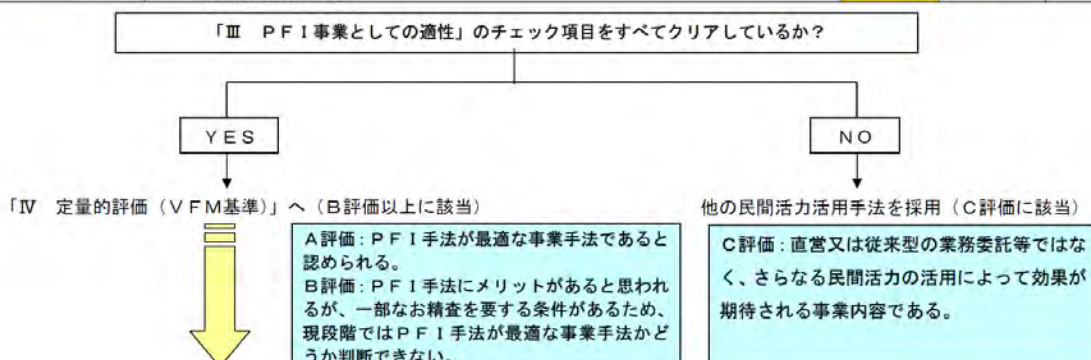 「Ⅲ　ＰＦＩ事業としての適性」のチェック項目をすべてクリアしているか？
ＹＥＳ
ＮＯ
「Ⅳ　定量的評価（ＶＦＭ基準）」へ（Ｂ評価以上に該当）
他の民間活力活用手法を採用（Ｃ評価に該当）
Ａ評価：ＰＦＩ手法が最適な事業手法であると
認められる。
Ｂ評価：ＰＦＩ手法にメリットがあると思われ
るが、一部なお精査を要する条件があるため、
現段階ではＰＦＩ手法が最適な事業手法かど
うか判断できない。
Ｃ評価：直営又は従来型の業務委託等ではな
く、さらなる民間活力の活用によって効果が
期待される事業内容である。